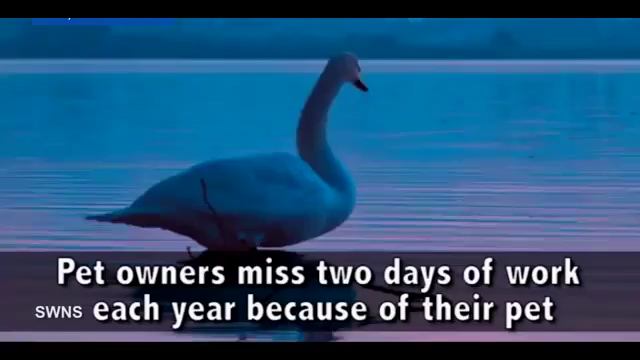 Pet owners miss two days of work
SWNS each year because of their pet